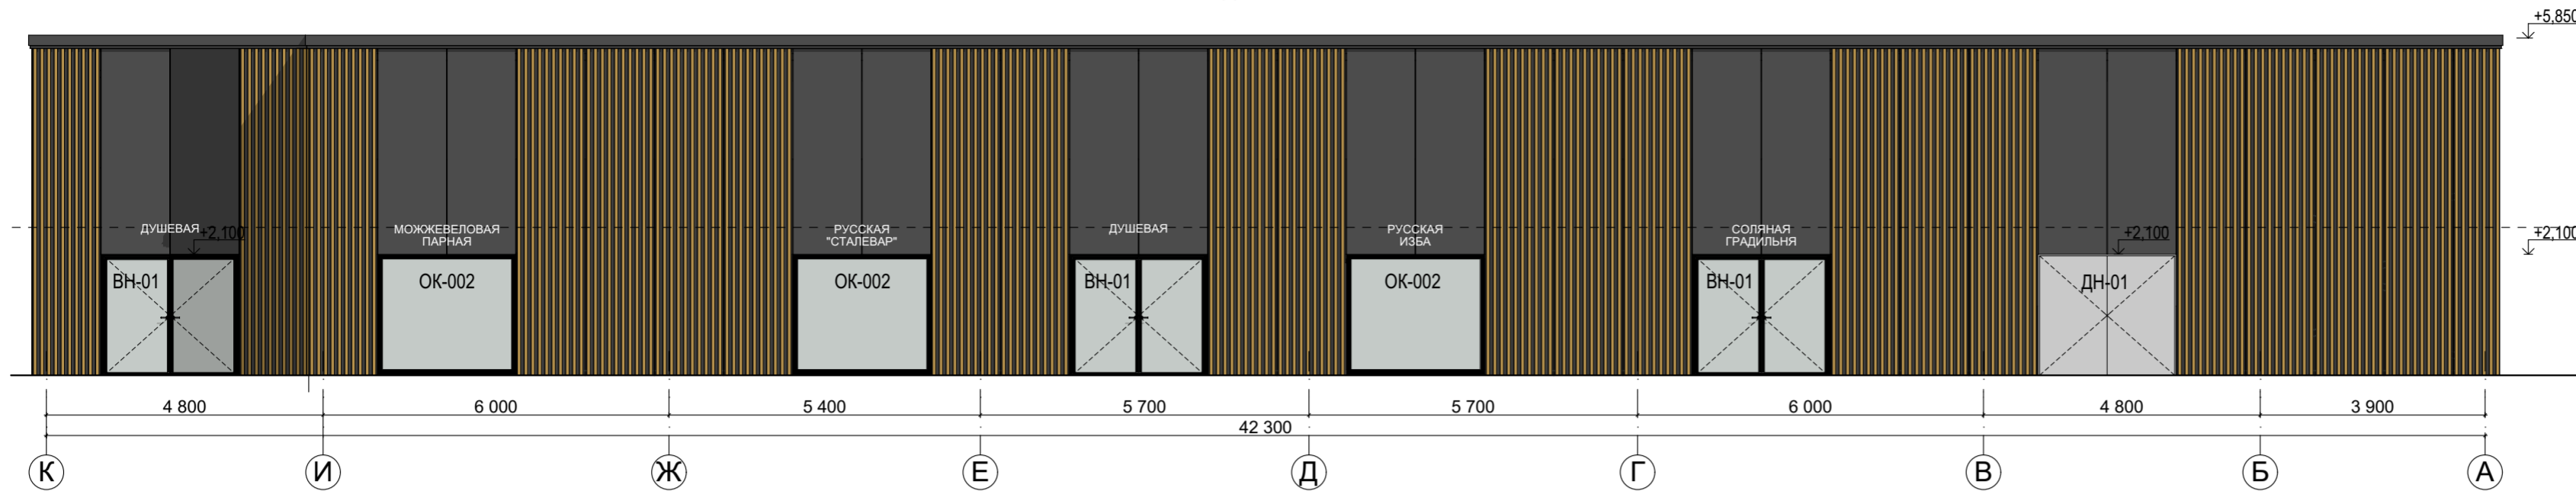 +5,850
ДУШЕВАЯ
+2,100
МОЖЖЕВЕЛОВАЯ
ПАРНАЯ
РУССКАЯ
"СТАЛЕВАР"
ДУШЕВАЯ
РУССКАЯ
ИЗБА
СОЛЯНАЯ
ГРАДИЛЬНЯ
+2,100
+2,100
ВН-01
ОК-002
ОК-002
ВН-01
ОК-002
ВН-01
ДН-01
4 800
6 000
5 400
5 700
5 700
6 000
4 800
3 900
42 300
К
И
Ж
Е
Д
Г
В
Б
А